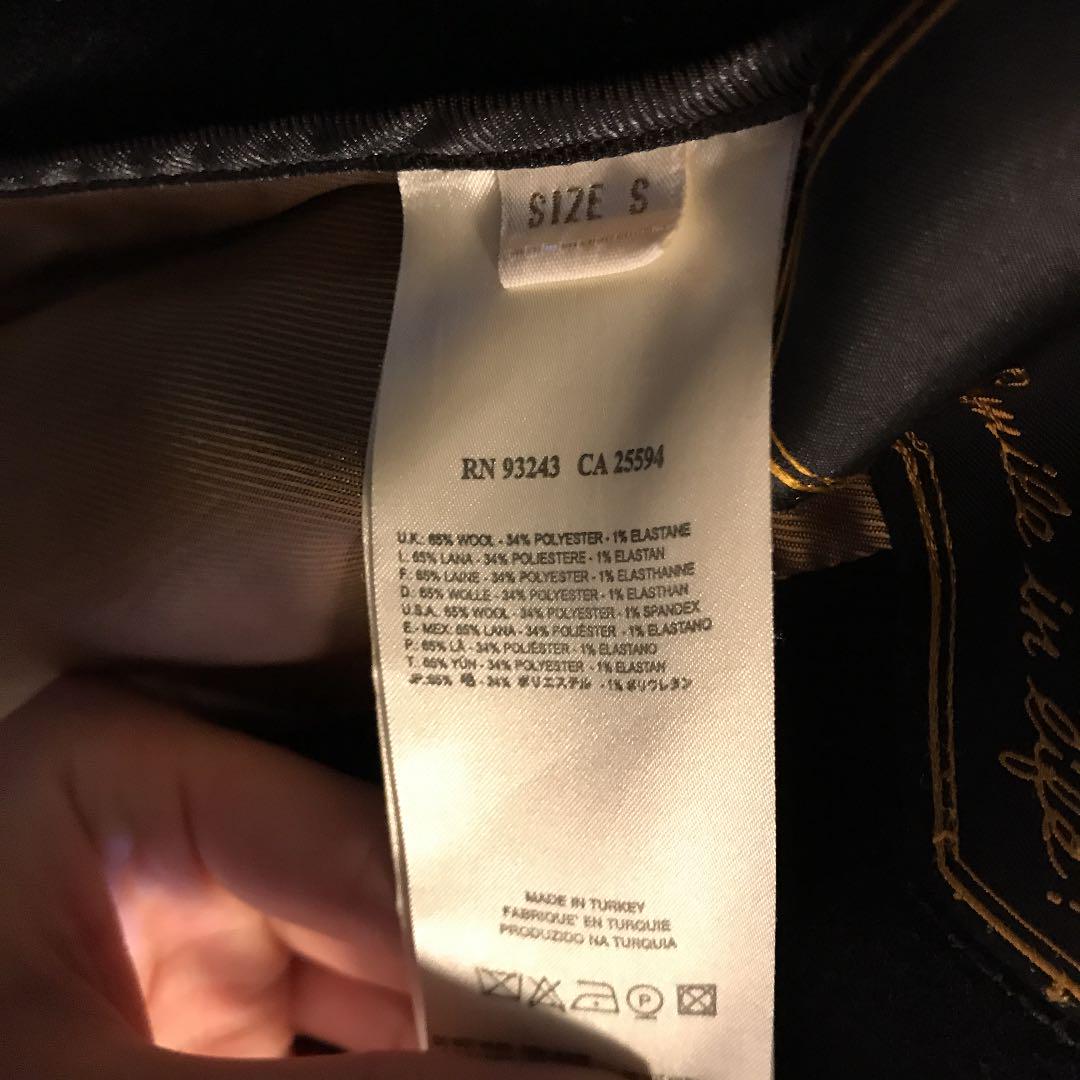 SIZE S
RN 93243 CA 25594
U.K.: 65% WOOL - 34% POLYESTER - 1% ELASTANE
I.: 65% LANA - 34% POLIESTERE - 1% ELASTAN
F.: 65% LAINE - 34% POLYESTER - 1% ELASTHANNE
D.: 65% WOLLE - 34% POLYESTER - 1% ELASTHAN
U.S.A. 65% WOOL - 34% POLYESTER - 1% SPANDEX
E.- MEX: 65% LANA - 34% POLIÉSTER - 1% ELASTANO
P.: 65% LÃ - 34% POLIÉSTER - 1% ELASTANO
T.: 65% YÜN - 34% POLYESTER - 1% ELASTAN
JP: 65% 毛 - 34% ポリエステル - 1% ポリウレタン
MADE IN TURKEY
FABRIQUE' EN TURQUIE
PRODUZIDO NA TURQUIA
P
mile in life!